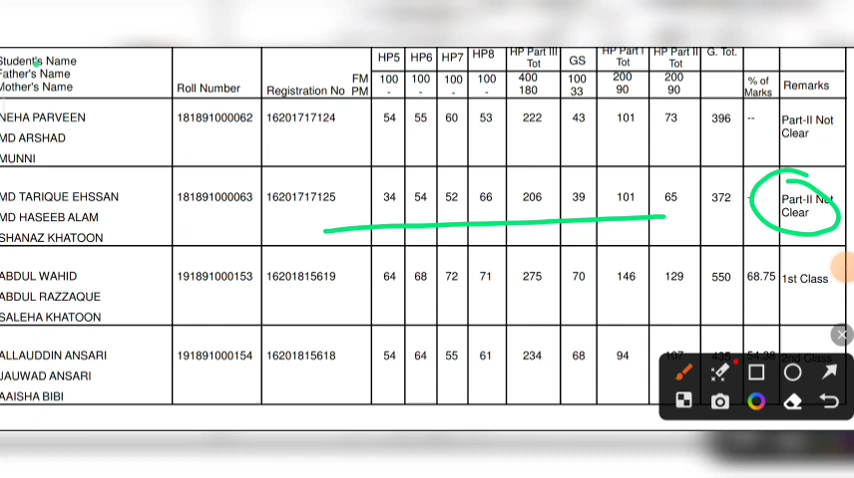 Student's Name Father's Name Mother's Name Roll Number Registration No FM PM HP5 100 - HP6 100 - HP7 100 - HP8 100 - HP Part III Tot 400 180 GS 100 33 HP Part I Tot 200 90 HP Part II Tot 200 90 G. Tot. % of Marks Remarks
NEHA PARVEEN 181891000062 16201717124 54 55 60 53 222 43 101 73 396 -- Part-II Not
MD ARSHAD Clear
MUNNI
MD TARIQUE EHSSAN 181891000063 16201717125 34 54 52 66 206 39 101 65 372 Part-II Not
MD HASEEB ALAM Clear
SHANAZ KHATOON
ABDUL WAHID 191891000153 16201815619 64 68 72 71 275 70 146 129 550 68.75 1st Class
ABDUL RAZZAQUE
SALEHA KHATOON
ALLAUDDIN ANSARI 191891000154 16201815618 54 64 55 61 234 68 94 107 435 54.38 2nd Class
JAUWAD ANSARI
AAISHA BIBI